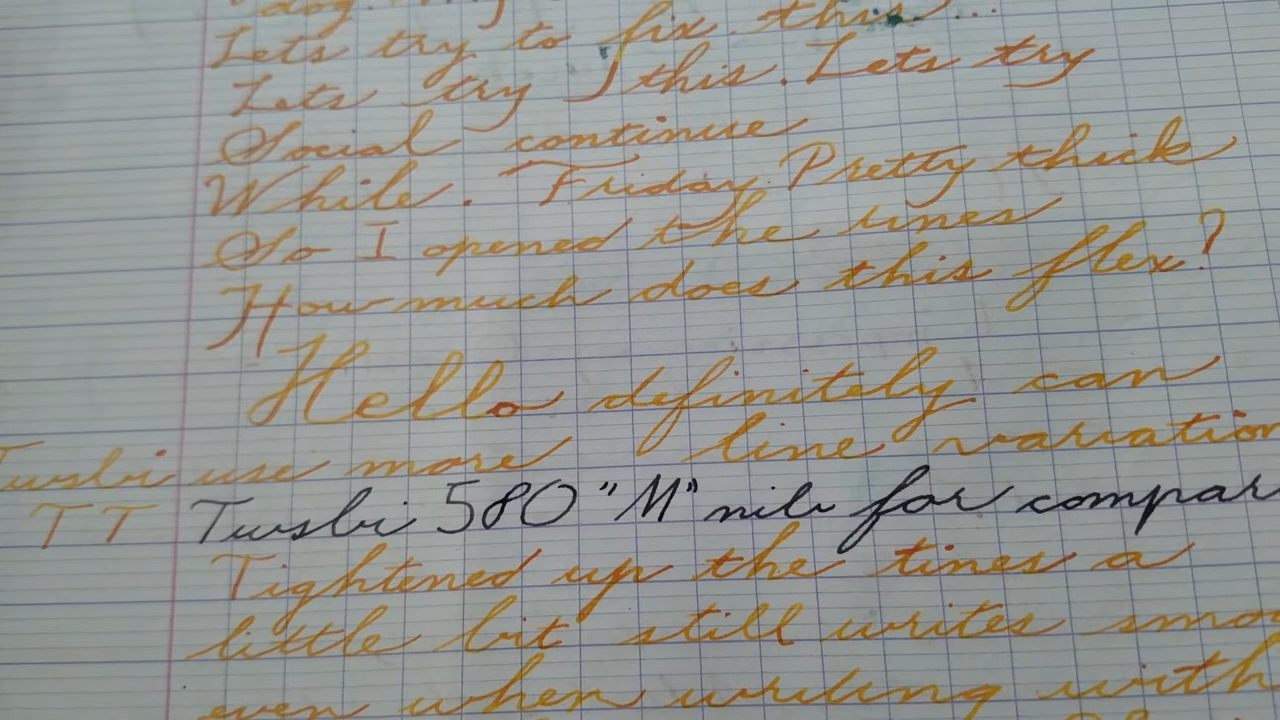 dog.
Lets try to fix this...
Lets try this. Lets try
Social continue
While. Friday. Pretty thick
So I opened the tines
How much does this flex?
Hello definitely can
Twsbi use more line variation
TT Twsbi 580 "M" nib for compar
Tightened up the tines a
little bit still writes smo
even when writing with